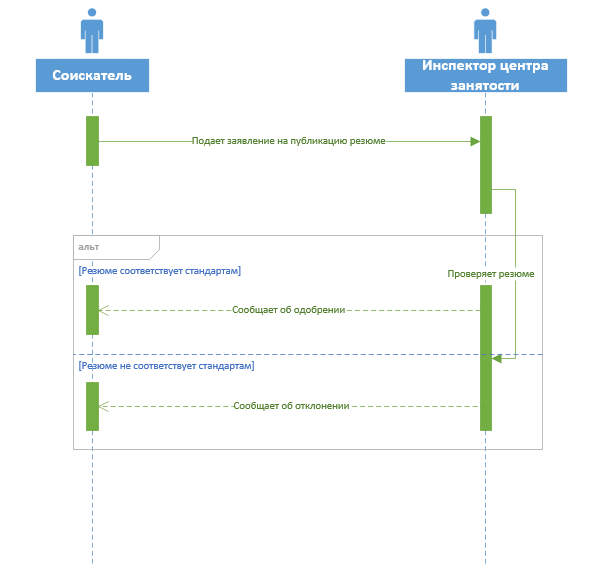 Соискатель
Инспектор центра
занятости
Подает заявление на публикацию резюме
альт
[Резюме соответствует стандартам]
Проверяет резюме
Сообщает об одобрении
[Резюме не соответствует стандартам]
Сообщает об отклонении